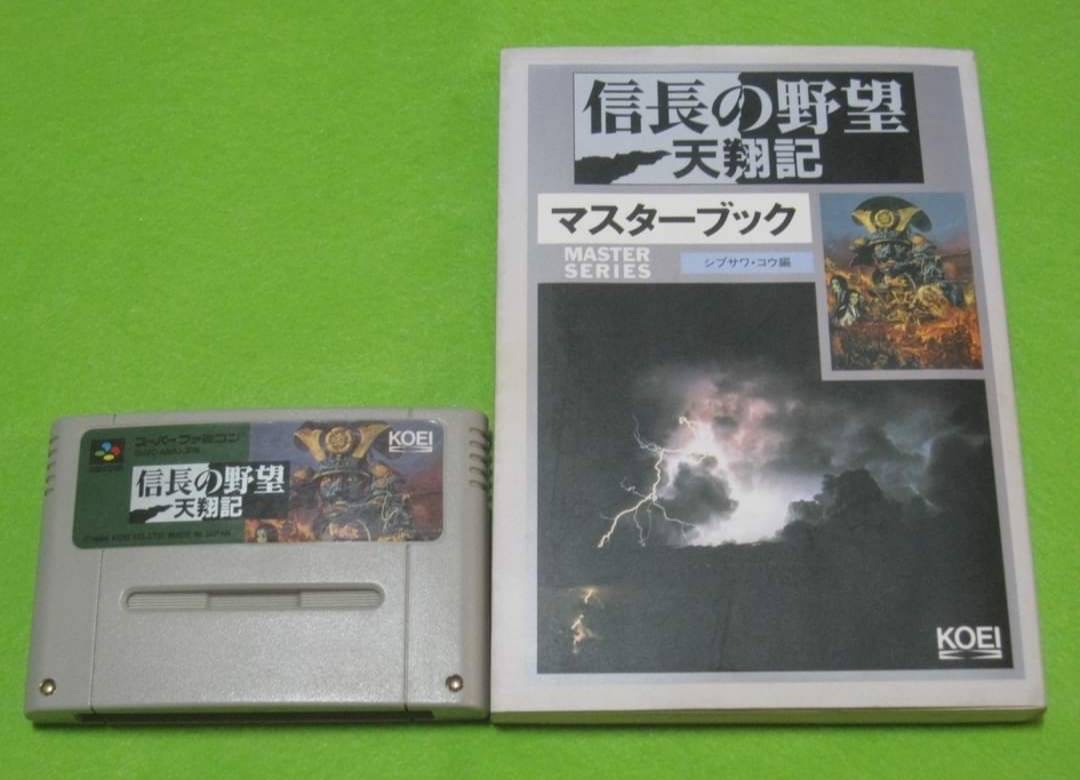 スーパーファミコン
KOEI
信長の野望
天翔記
信長の野望
天翔記
マスターブック
MASTER
SERIES
シブサワ・コウ編
KOEI